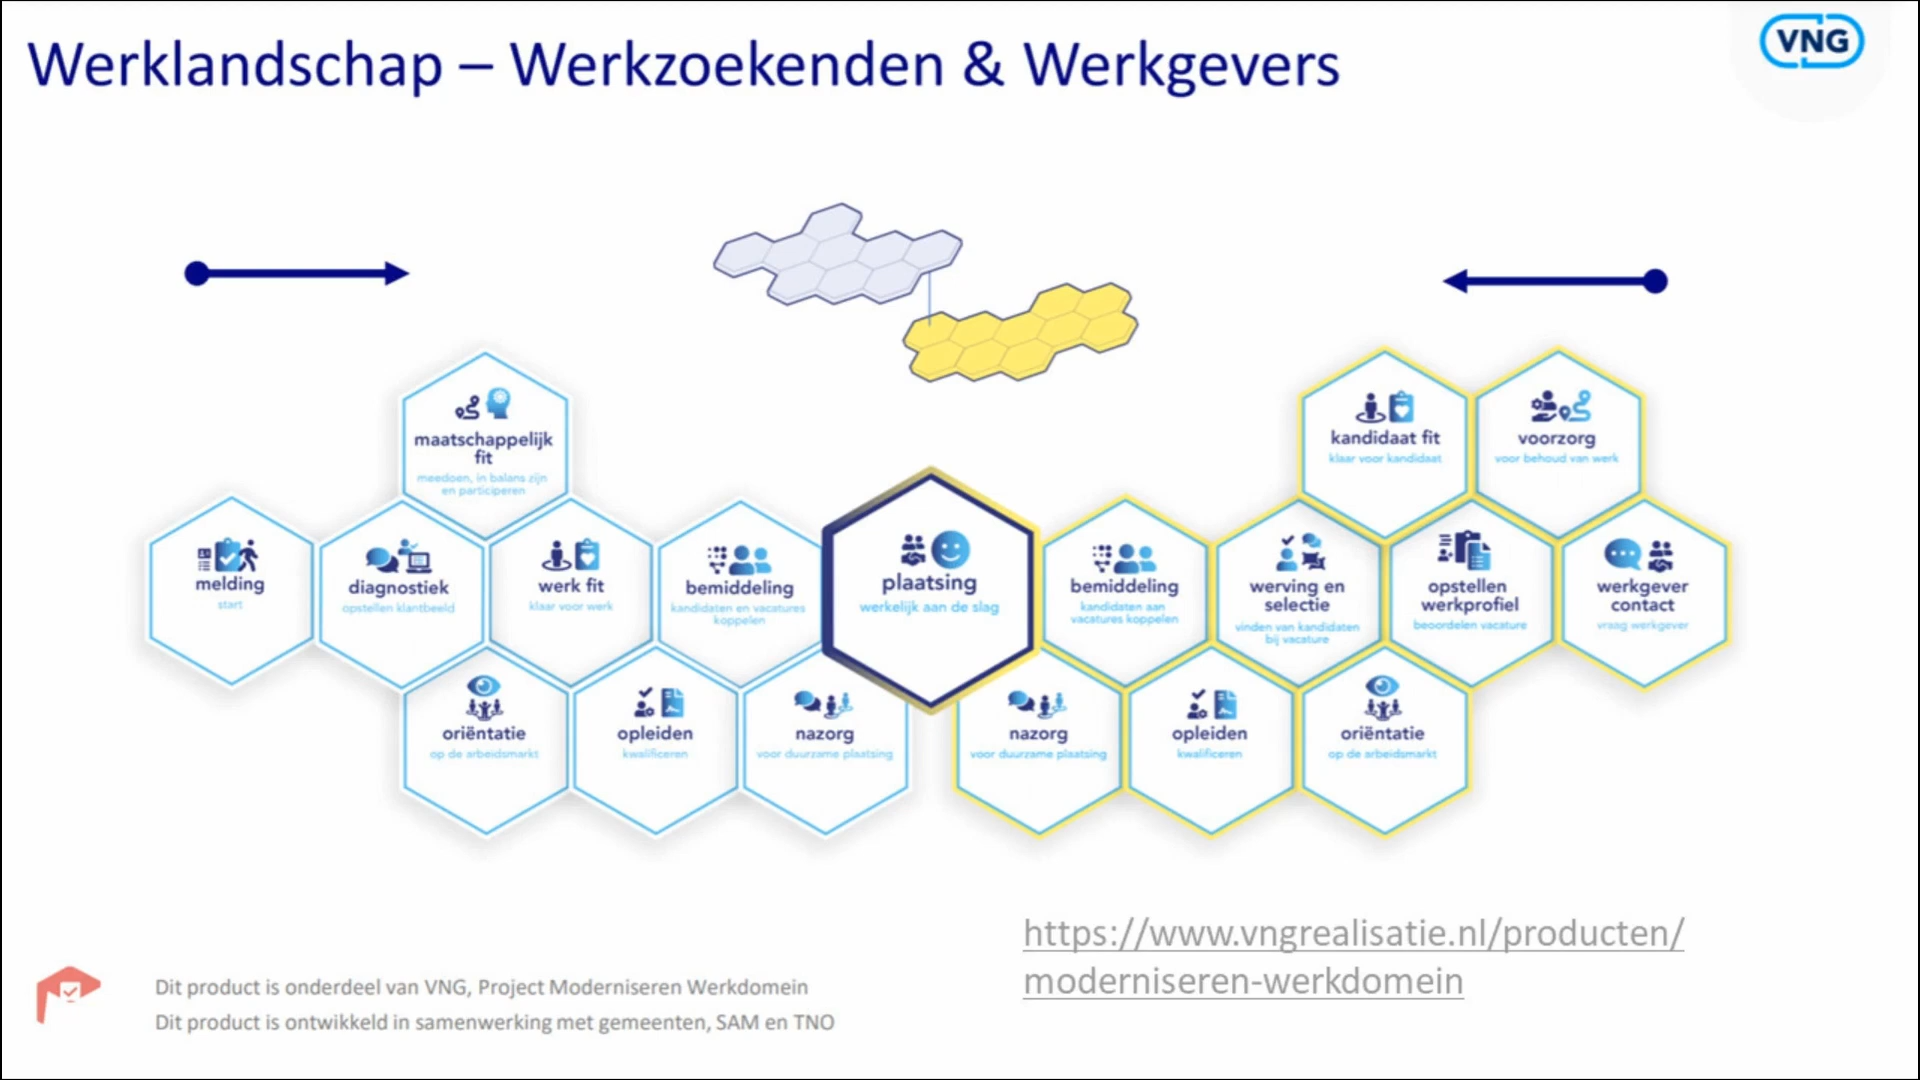 Werklandschap – Werkzoekenden & Werkgevers
VNG
maatschappelijk
fit
meedoen, in balans zijn
en participeren
kandidaat fit
klaar voor kandidaat
voorzorg
voor behoud van werk
melding
start
diagnostiek
opstellen klantbeeld
werk fit
klaar voor werk
bemiddeling
kandidaten en vacatures
koppelen
plaatsing
werkelijk aan de slag
bemiddeling
kandidaten aan
vacatures koppelen
werving en
selectie
vinden van kandidaten
bij vacature
opstellen
werkprofiel
beoordelen vacature
werkgever
contact
vraag werkgever
oriëntatie
op de arbeidsmarkt
opleiden
kwalificeren
nazorg
voor duurzame plaatsing
nazorg
voor duurzame plaatsing
opleiden
kwalificeren
oriëntatie
op de arbeidsmarkt
https://www.vngrealisatie.nl/producten/
moderniseren-werkdomein
Dit product is onderdeel van VNG, Project Moderniseren Werkdomein
Dit product is ontwikkeld in samenwerking met gemeenten, SAM en TNO